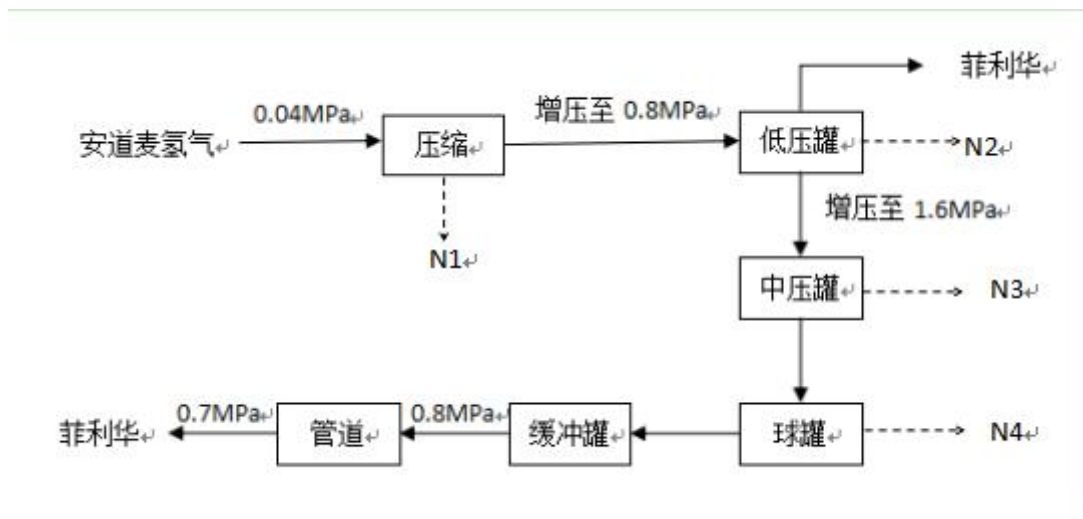 菲利华
安道麦氢气
0.04MPa
压缩
增压至 0.8MPa
低压罐
N2
增压至 1.6MPa
N1
中压罐
N3
菲利华
0.7MPa
管道
0.8MPa
缓冲罐
球罐
N4